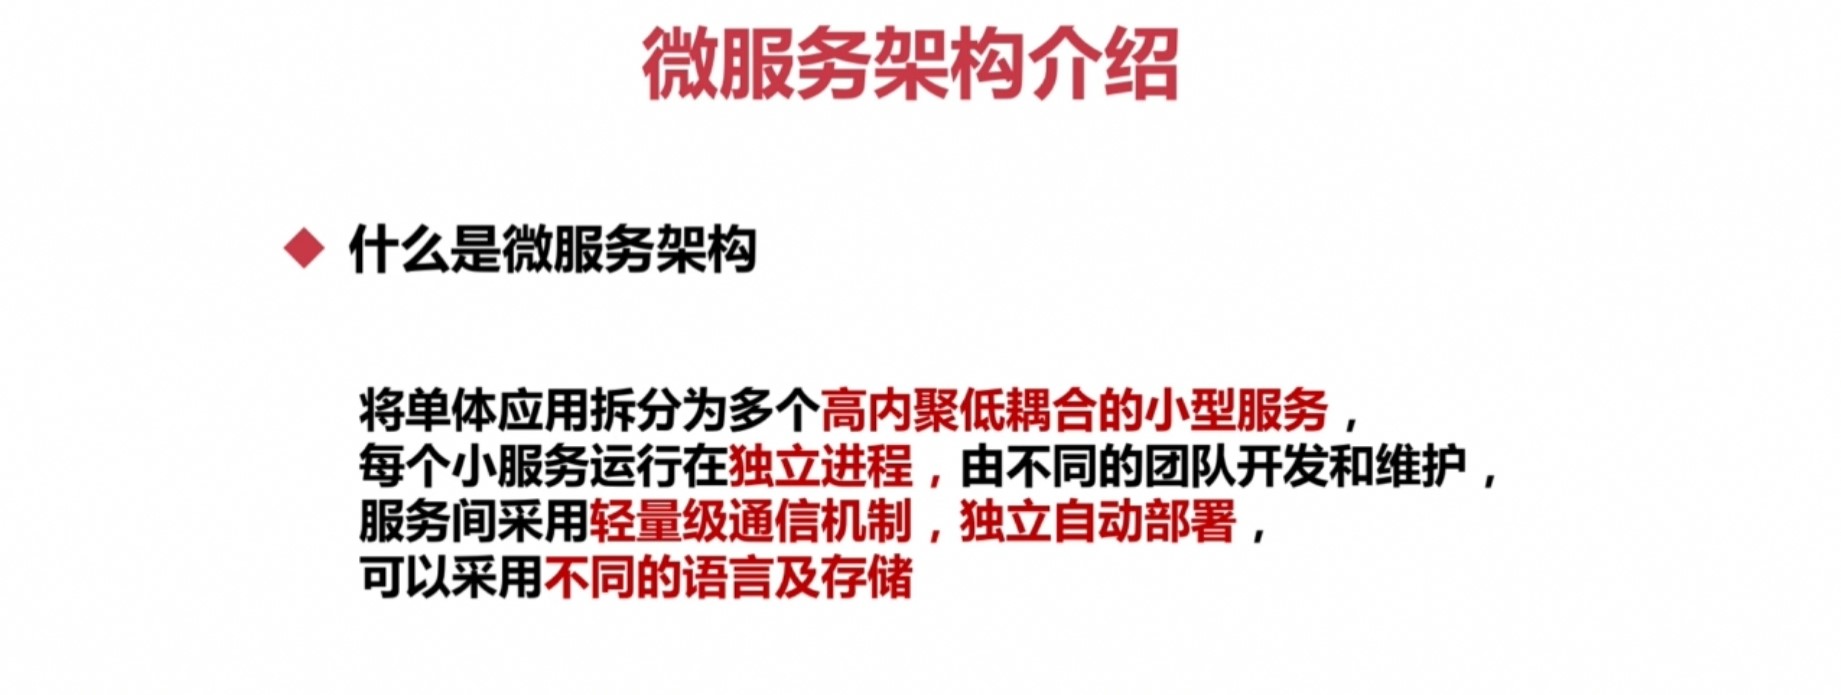 微服务架构介绍
什么是微服务架构
将单体应用拆分为多个高内聚低耦合的小型服务，
每个小服务运行在独立进程，由不同的团队开发和维护，
服务间采用轻量级通信机制，独立自动部署，
可以采用不同的语言及存储